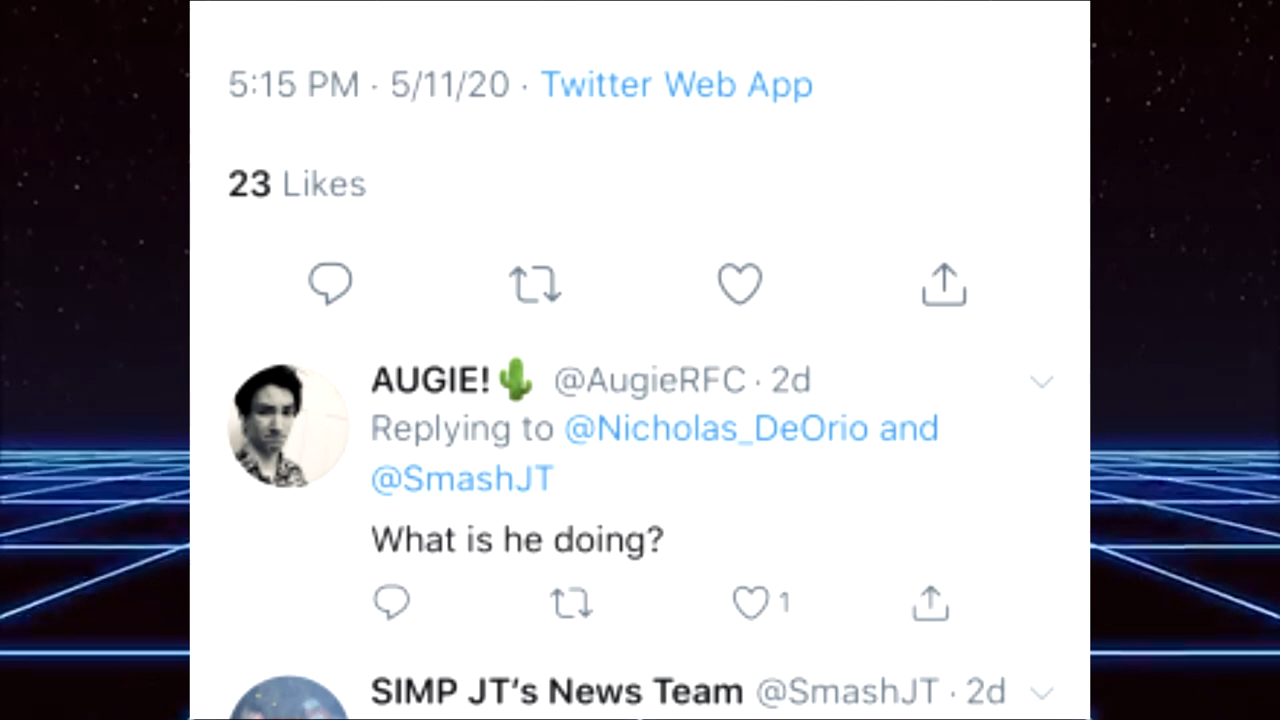 5:15 PM · 5/11/20 · Twitter Web App
23 Likes
AUGIE!🌵 @AugieRFC · 2d
Replying to @Nicholas_DeOrio and
@SmashJT
What is he doing?
1
SIMP JT’s News Team @SmashJT · 2d